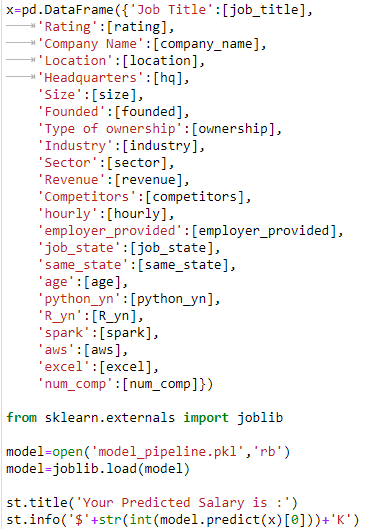 x=pd.DataFrame({'Job Title':[job_title],
'Rating':[rating],
'Company Name':[company_name],
'Location':[location],
'Headquarters':[hq],
'Size':[size],
'Founded':[founded],
'Type of ownership':[ownership],
'Industry':[industry],
'Sector':[sector],
'Revenue':[revenue],
'Competitors':[competitors],
'hourly':[hourly],
'employer_provided':[employer_provided],
'job_state':[job_state],
'same_state':[same_state],
'age':[age],
'python_yn':[python_yn],
'R_yn':[R_yn],
'spark':[spark],
'aws':[aws],
'excel':[excel],
'num_comp':[num_comp]})
from sklearn.externals import joblib
model=open('model_pipeline.pkl','rb')
model=joblib.load(model)
st.title('Your Predicted Salary is :')
st.info('$'+str(int(model.predict(x)[0]))+'K')